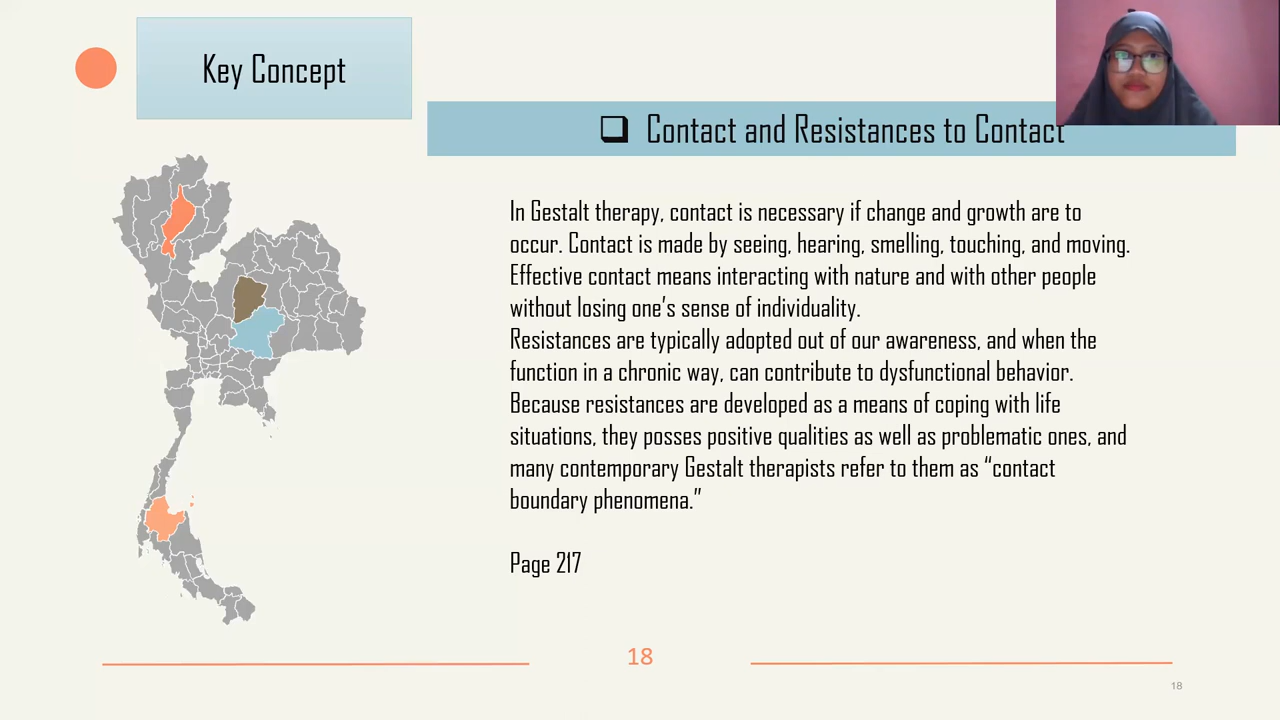 Key Concept
❑ Contact and Resistances to Contact
In Gestalt therapy, contact is necessary if change and growth are to
occur. Contact is made by seeing, hearing, smelling, touching, and moving.
Effective contact means interacting with nature and with other people
without losing one's sense of individuality.
Resistances are typically adopted out of our awareness, and when the
function in a chronic way, can contribute to dysfunctional behavior.
Because resistances are developed as a means of coping with life
situations, they posses positive qualities as well as problematic ones, and
many contemporary Gestalt therapists refer to them as “contact
boundary phenomena.”
Page 217
18
18